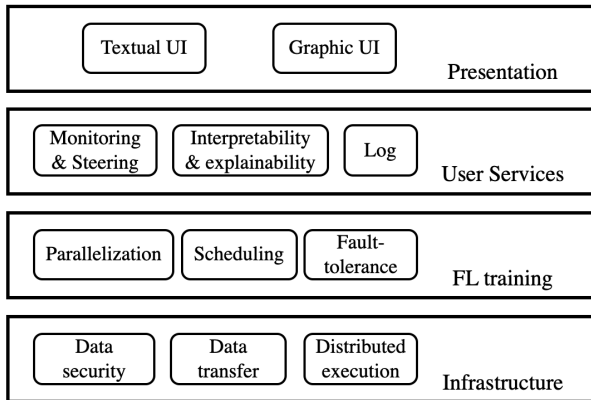 Textual UI
Graphic UI
Presentation
Monitoring
& Steering
Interpretability
& explainability
Log
User Services
Parallelization
Scheduling
Fault-
tolerance
FL training
Data
security
Data
transfer
Distributed
execution
Infrastructure